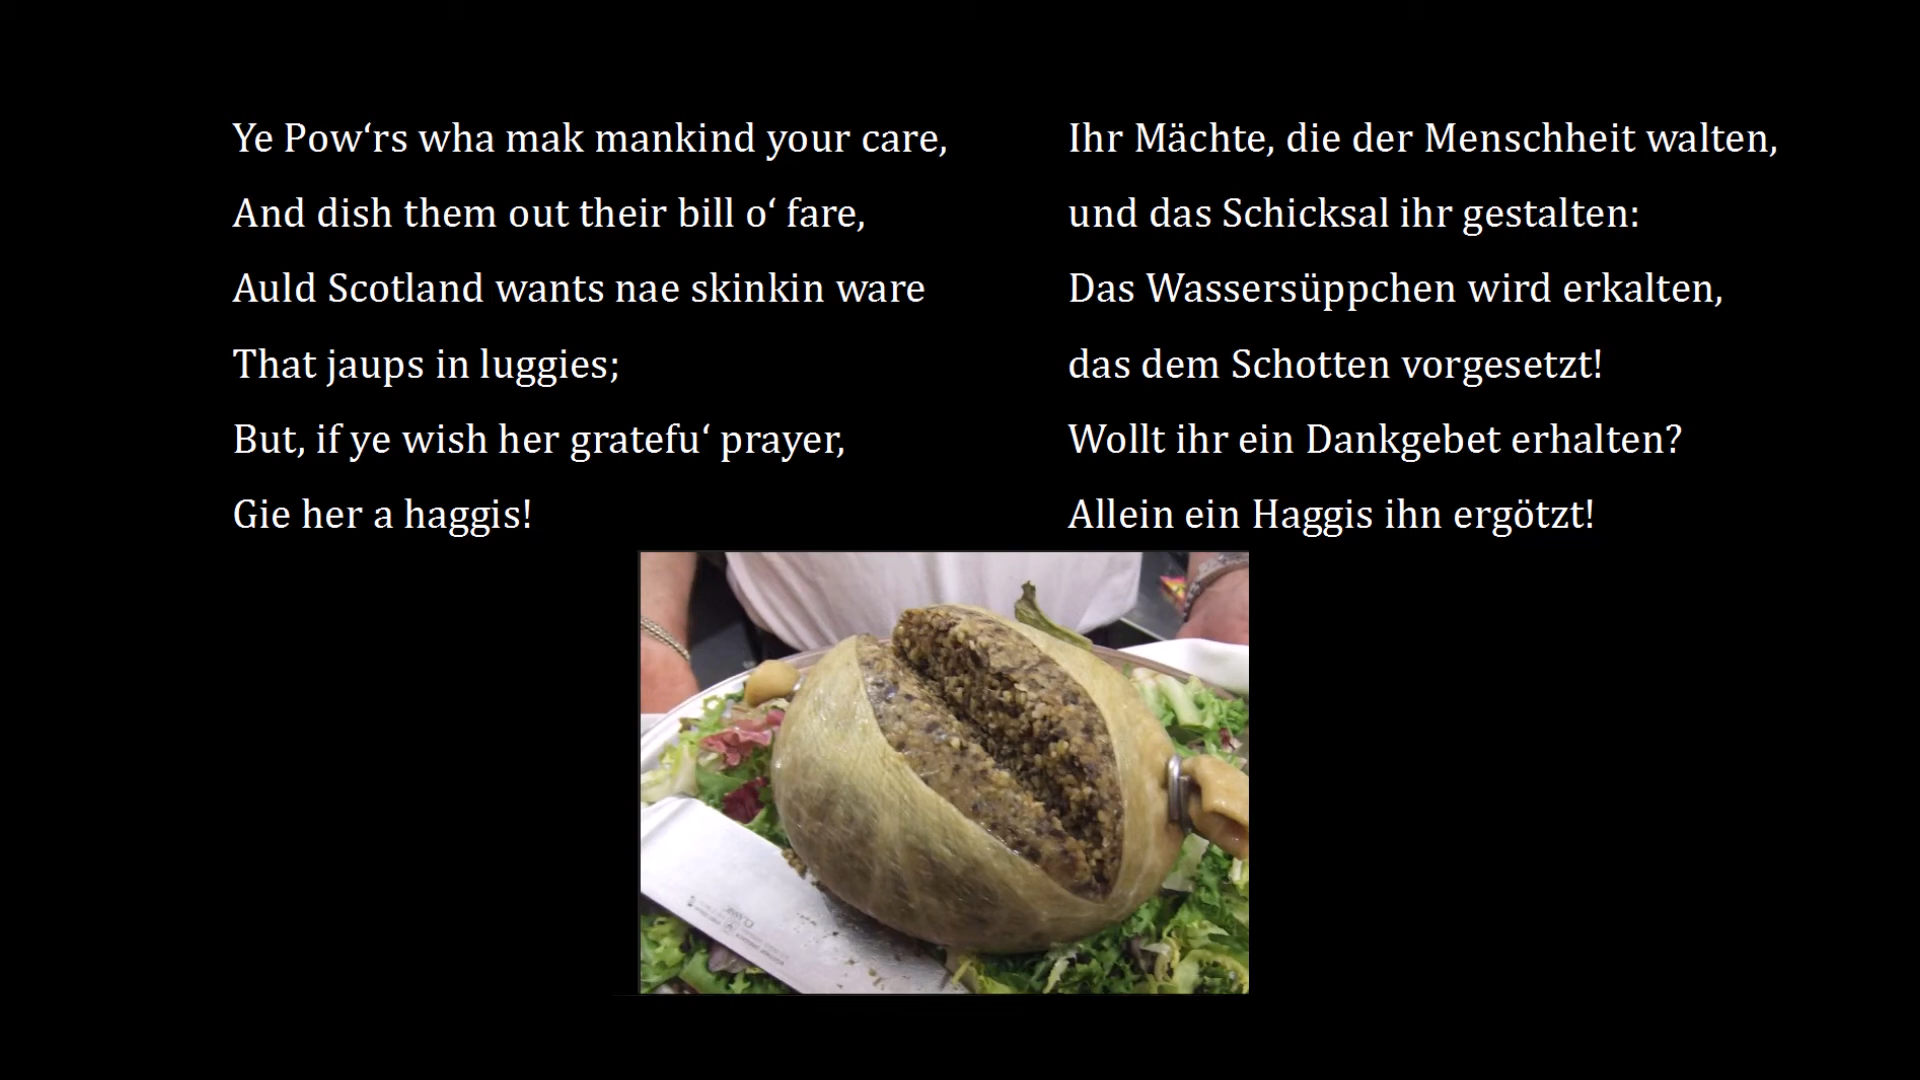 Ye Pow‘rs wha mak mankind your care,
And dish them out their bill o‘ fare,
Auld Scotland wants nae skinkin ware
That jaups in luggies;
But, if ye wish her gratefu‘ prayer,
Gie her a haggis!
Ihr Mächte, die der Menschheit walten,
und das Schicksal ihr gestalten:
Das Wassersüppchen wird erkalten,
das dem Schotten vorgesetzt!
Wollt ihr ein Dankgebet erhalten?
Allein ein Haggis ihn ergötzt!